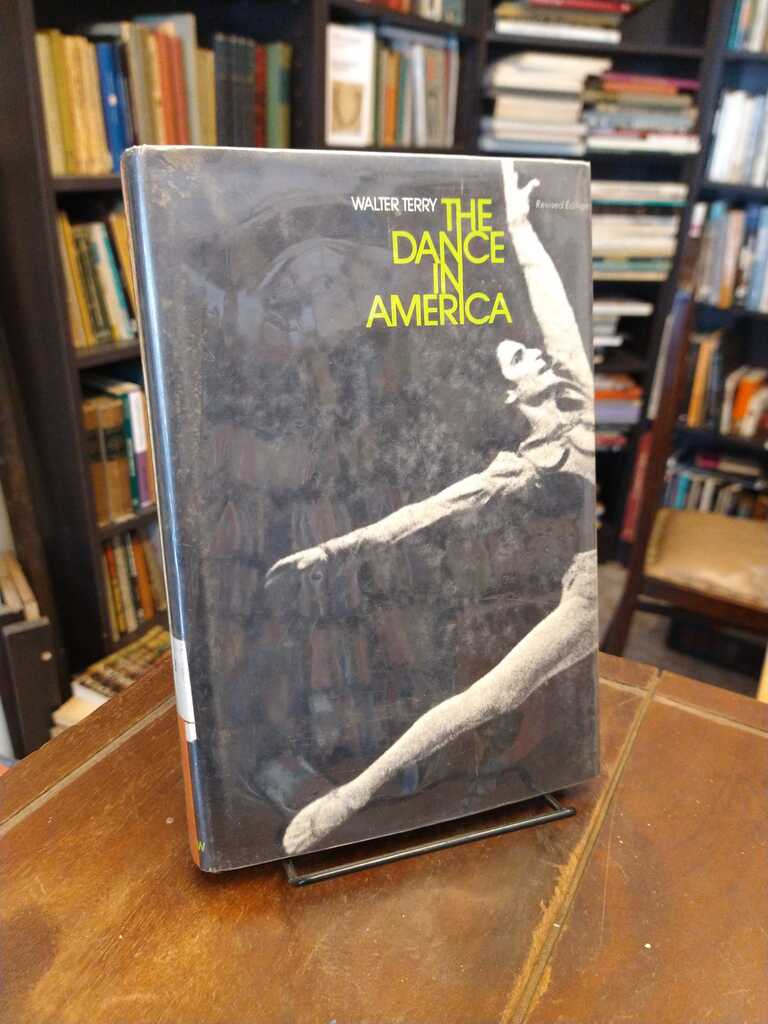 WALTER TERRY THE
DANCE
IN
AMERICA
Revised Edition
W